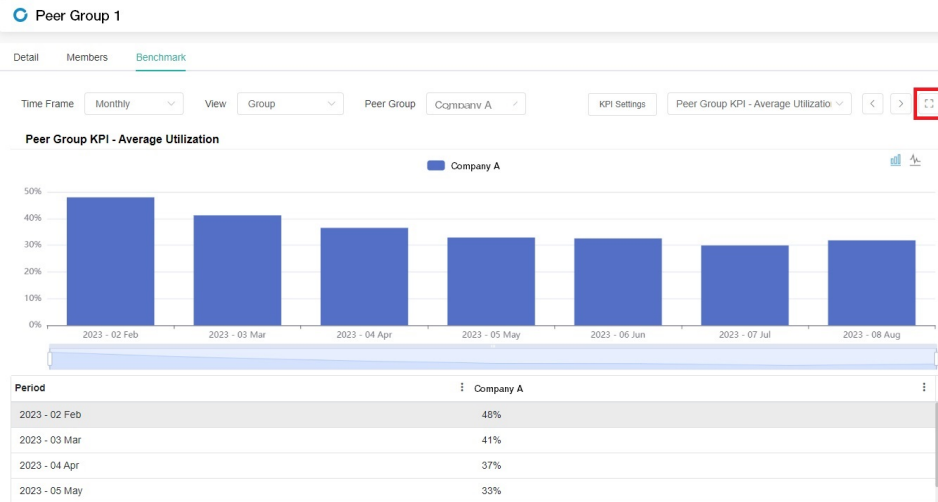 Peer Group 1
Detail Members Benchmark
Time Frame Monthly View Group Peer Group Company A KPI Settings Peer Group KPI - Average Utilizatio
Peer Group KPI - Average Utilization
Company A
50%
40%
30%
20%
10%
0%
2023 - 02 Feb 2023 - 03 Mar 2023 - 04 Apr 2023 - 05 May 2023 - 06 Jun 2023 - 07 Jul 2023 - 08 Aug
Period Company A
2023 - 02 Feb 48%
2023 - 03 Mar 41%
2023 - 04 Apr 37%
2023 - 05 May 33%